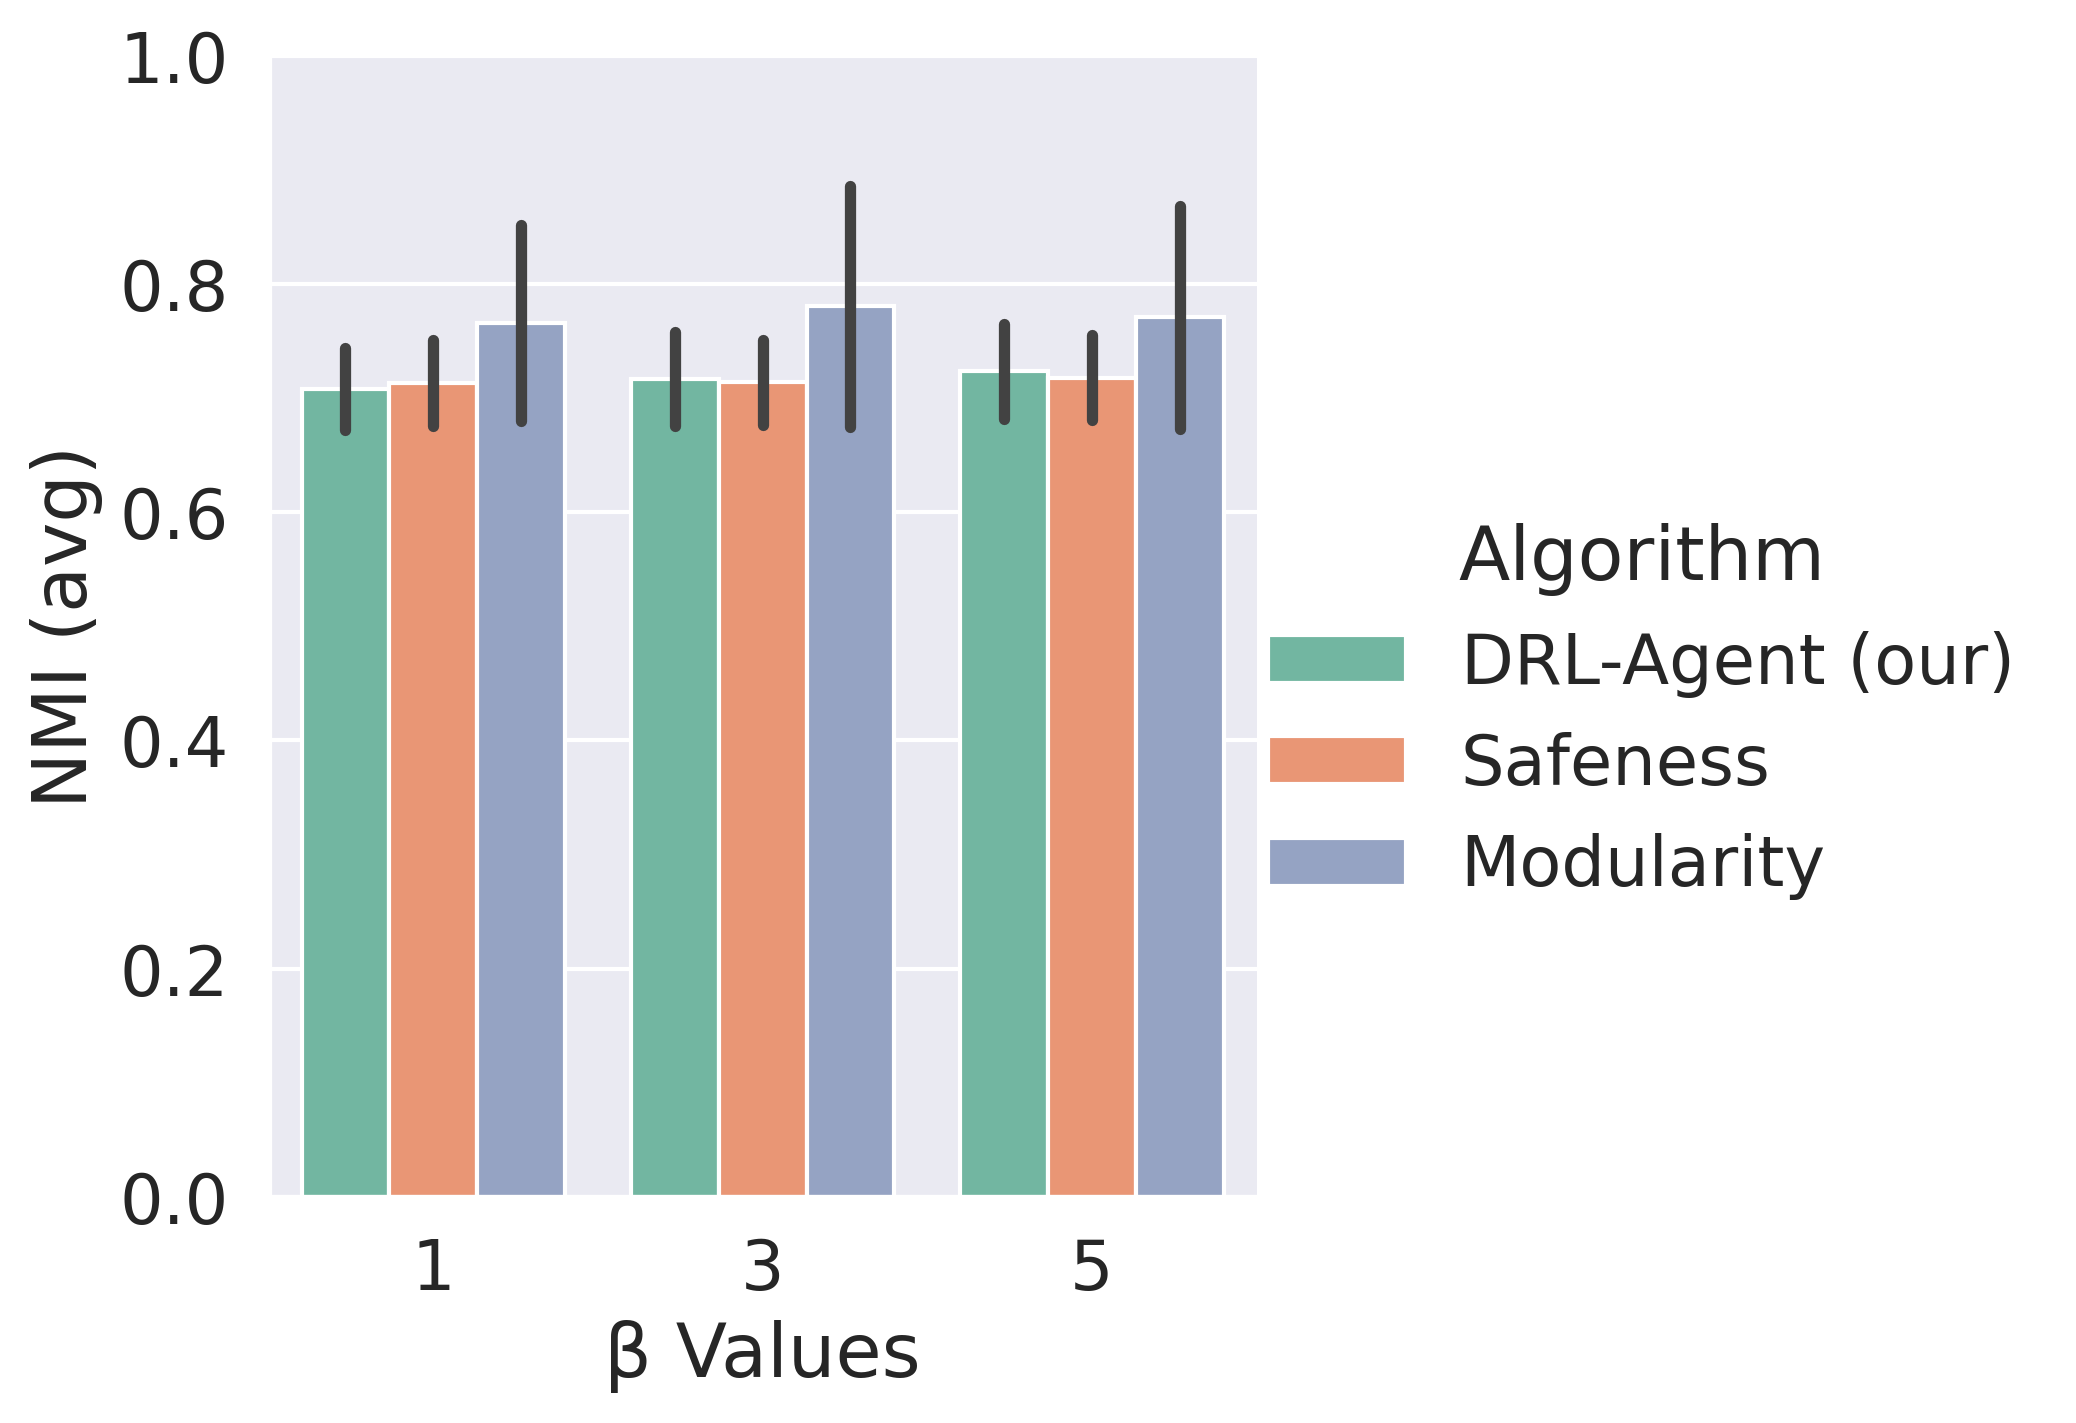 1.0
0.8
0.6
0.4
0.2
0.0
NMI (avg)
1 3 5
β Values
Algorithm
DRL-Agent (our)
Safeness
Modularity